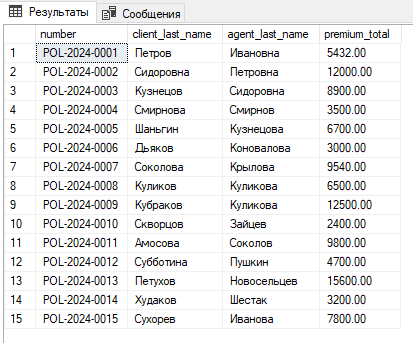 Результаты Сообщения
number client_last_name agent_last_name premium_total
1 POL-2024-0001 Петров Ивановна 5432.00
2 POL-2024-0002 Сидоровна Петровна 12000.00
3 POL-2024-0003 Кузнецов Сидоровна 8900.00
4 POL-2024-0004 Смирнова Смирнов 3500.00
5 POL-2024-0005 Шаньгин Кузнецова 6700.00
6 POL-2024-0006 Дьяков Коновалова 3000.00
7 POL-2024-0007 Соколова Крылова 9540.00
8 POL-2024-0008 Куликов Куликова 6500.00
9 POL-2024-0009 Кубраков Куликова 12500.00
10 POL-2024-0010 Скворцов Зайцев 2400.00
11 POL-2024-0011 Амосова Соколов 9800.00
12 POL-2024-0012 Субботина Пушкин 4700.00
13 POL-2024-0013 Петухов Новосельцев 15600.00
14 POL-2024-0014 Худаков Шестак 3200.00
15 POL-2024-0015 Сухорев Иванова 7800.00